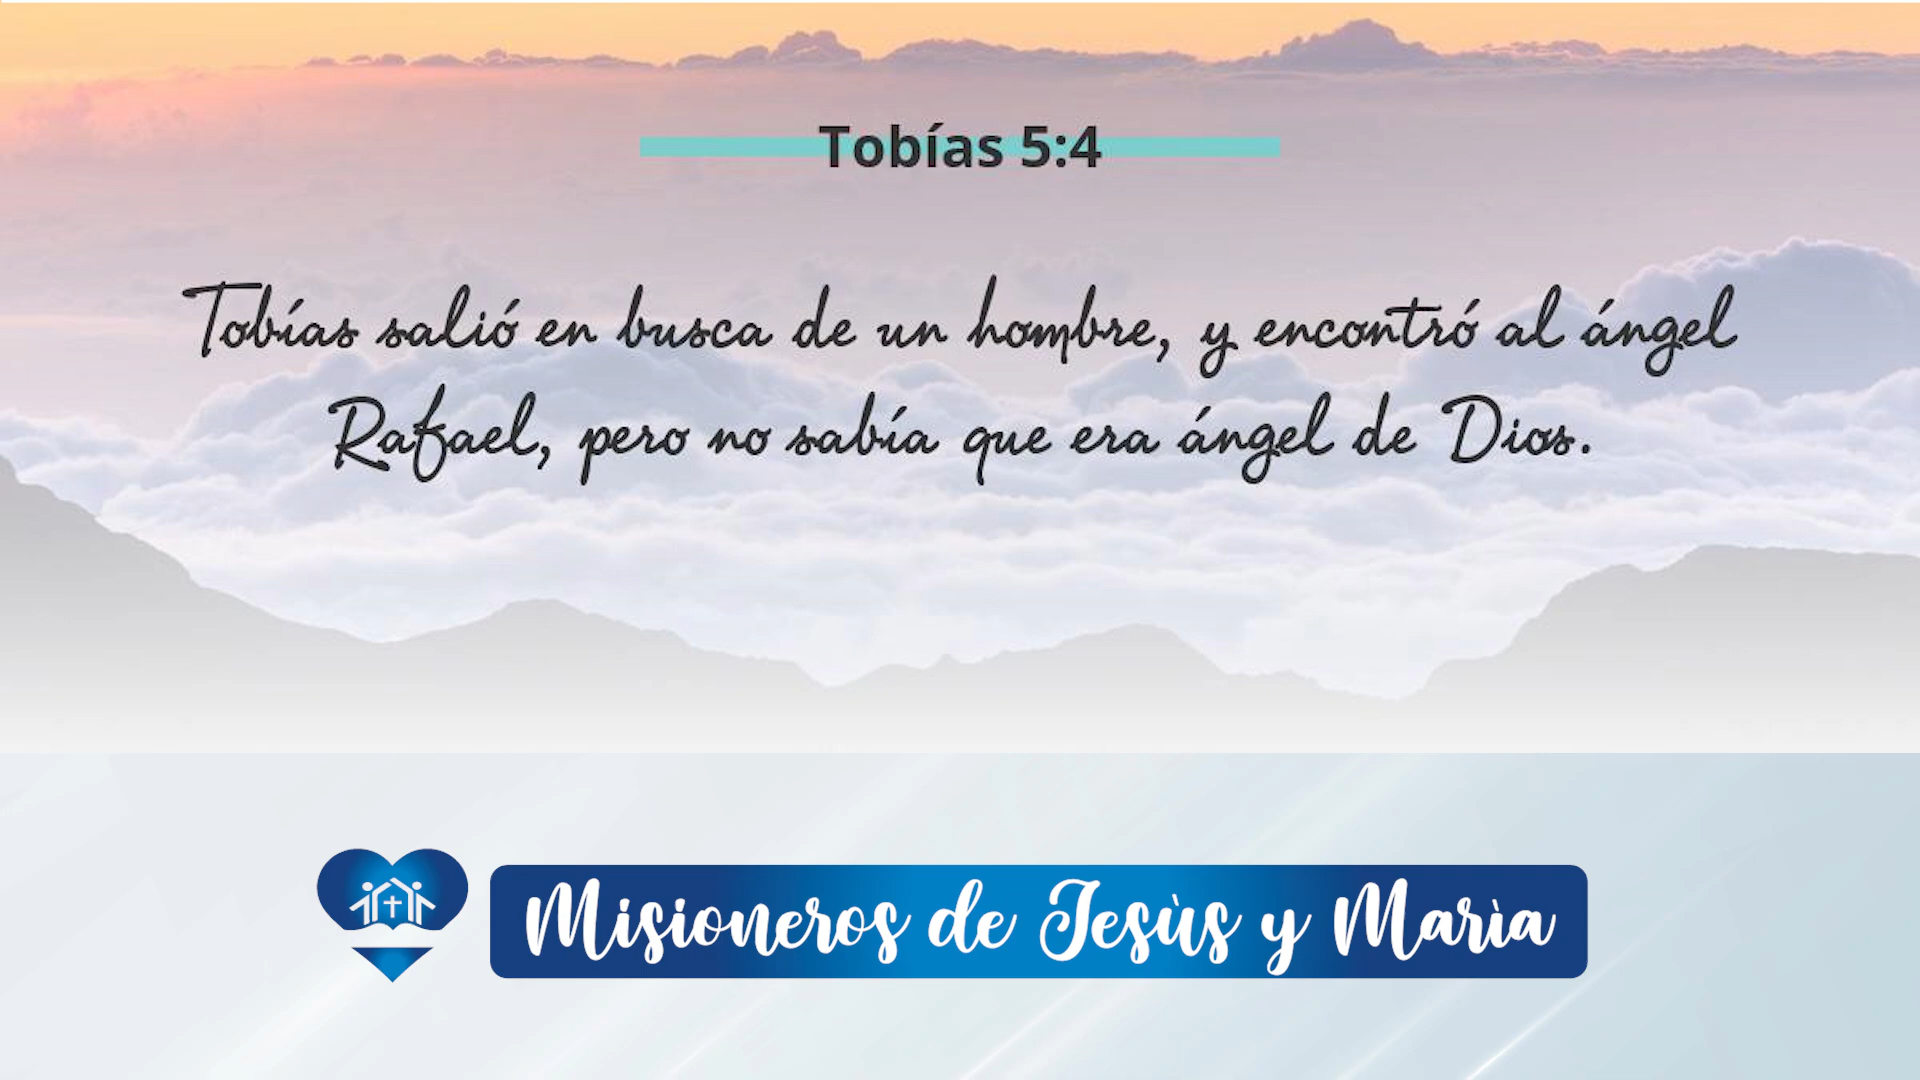 Tobías 5:4
Tobías salió en busca de un hombre, y encontró al ángel
Rafael, pero no sabía que era ángel de Dios.
Misioneros de Jesùs y Marìa